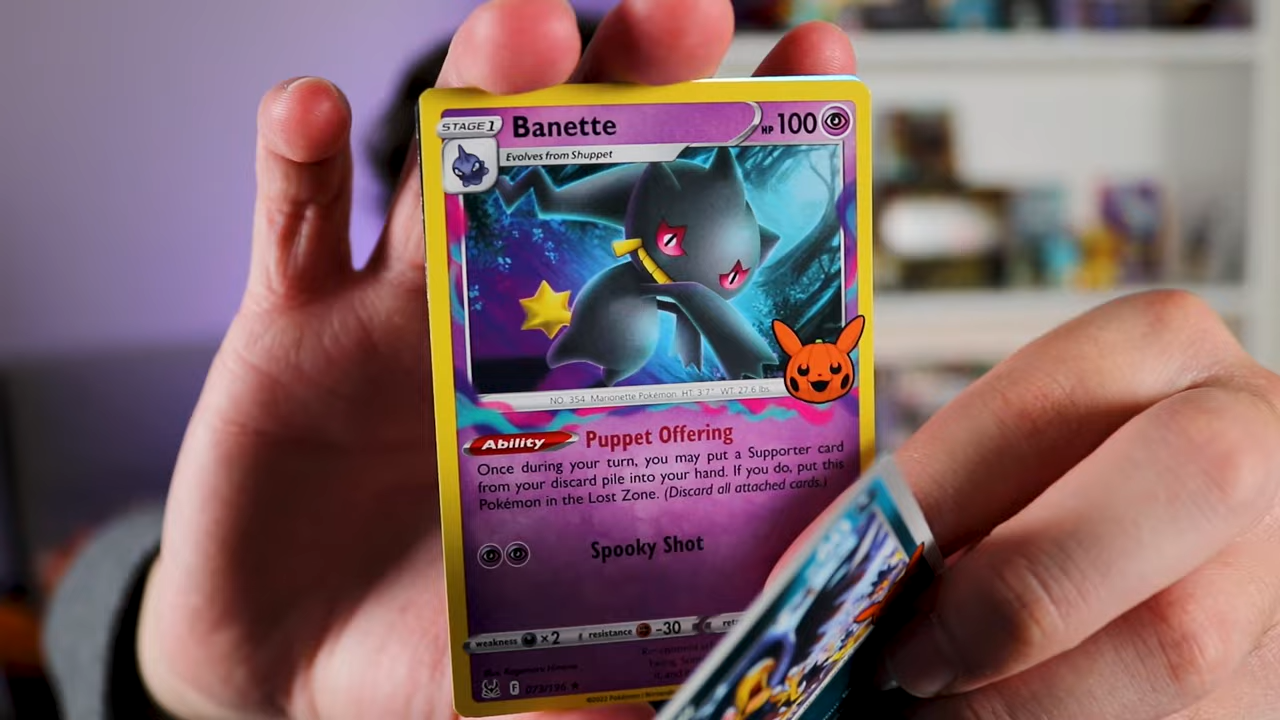 STAGE 1 Banette HP 100
Evolves from Shuppet
NO. 354 Marionette Pokémon HT: 3'7" WT: 27.6 lbs.
Ability Puppet Offering
Once during your turn, you may put a Supporter card
from your discard pile into your hand. If you do, put this
Pokémon in the Lost Zone. (Discard all attached cards.)
Spooky Shot
weakness ×2 resistance -30
F 073/196 ★
©2022 Pokémon / Nintendo